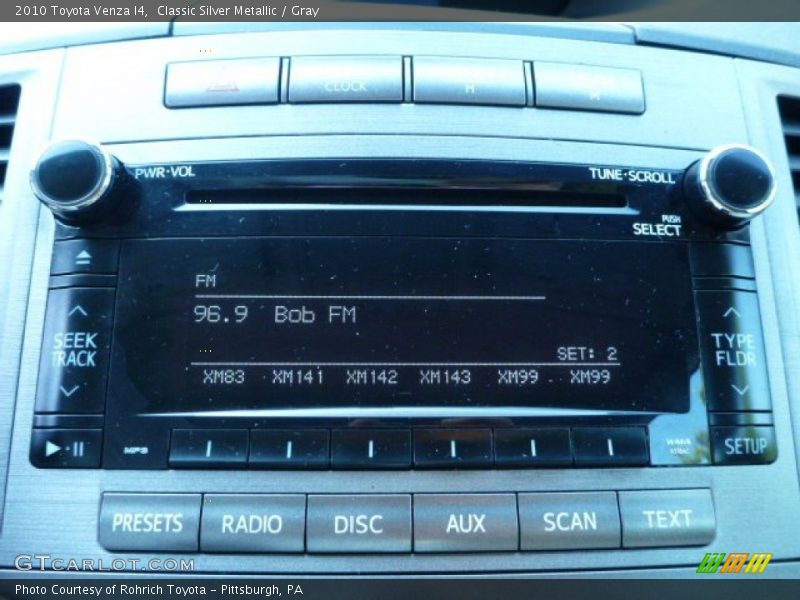 2010 Toyota Venza I4,  Classic Silver Metallic / Gray
CLOCK
H
M
PWR·VOL
TUNE·SCROLL
PUSH
SELECT
FM
96.9 Bob FM
SEEK
TRACK
TYPE
FLDR
SET: 2
XM83 XM141 XM142 XM143 XM99 XM99
MP3
WMA
SETUP
PRESETS RADIO DISC AUX SCAN TEXT
GTCARLOT.COM
Photo Courtesy of Rohrich Toyota - Pittsburgh, PA